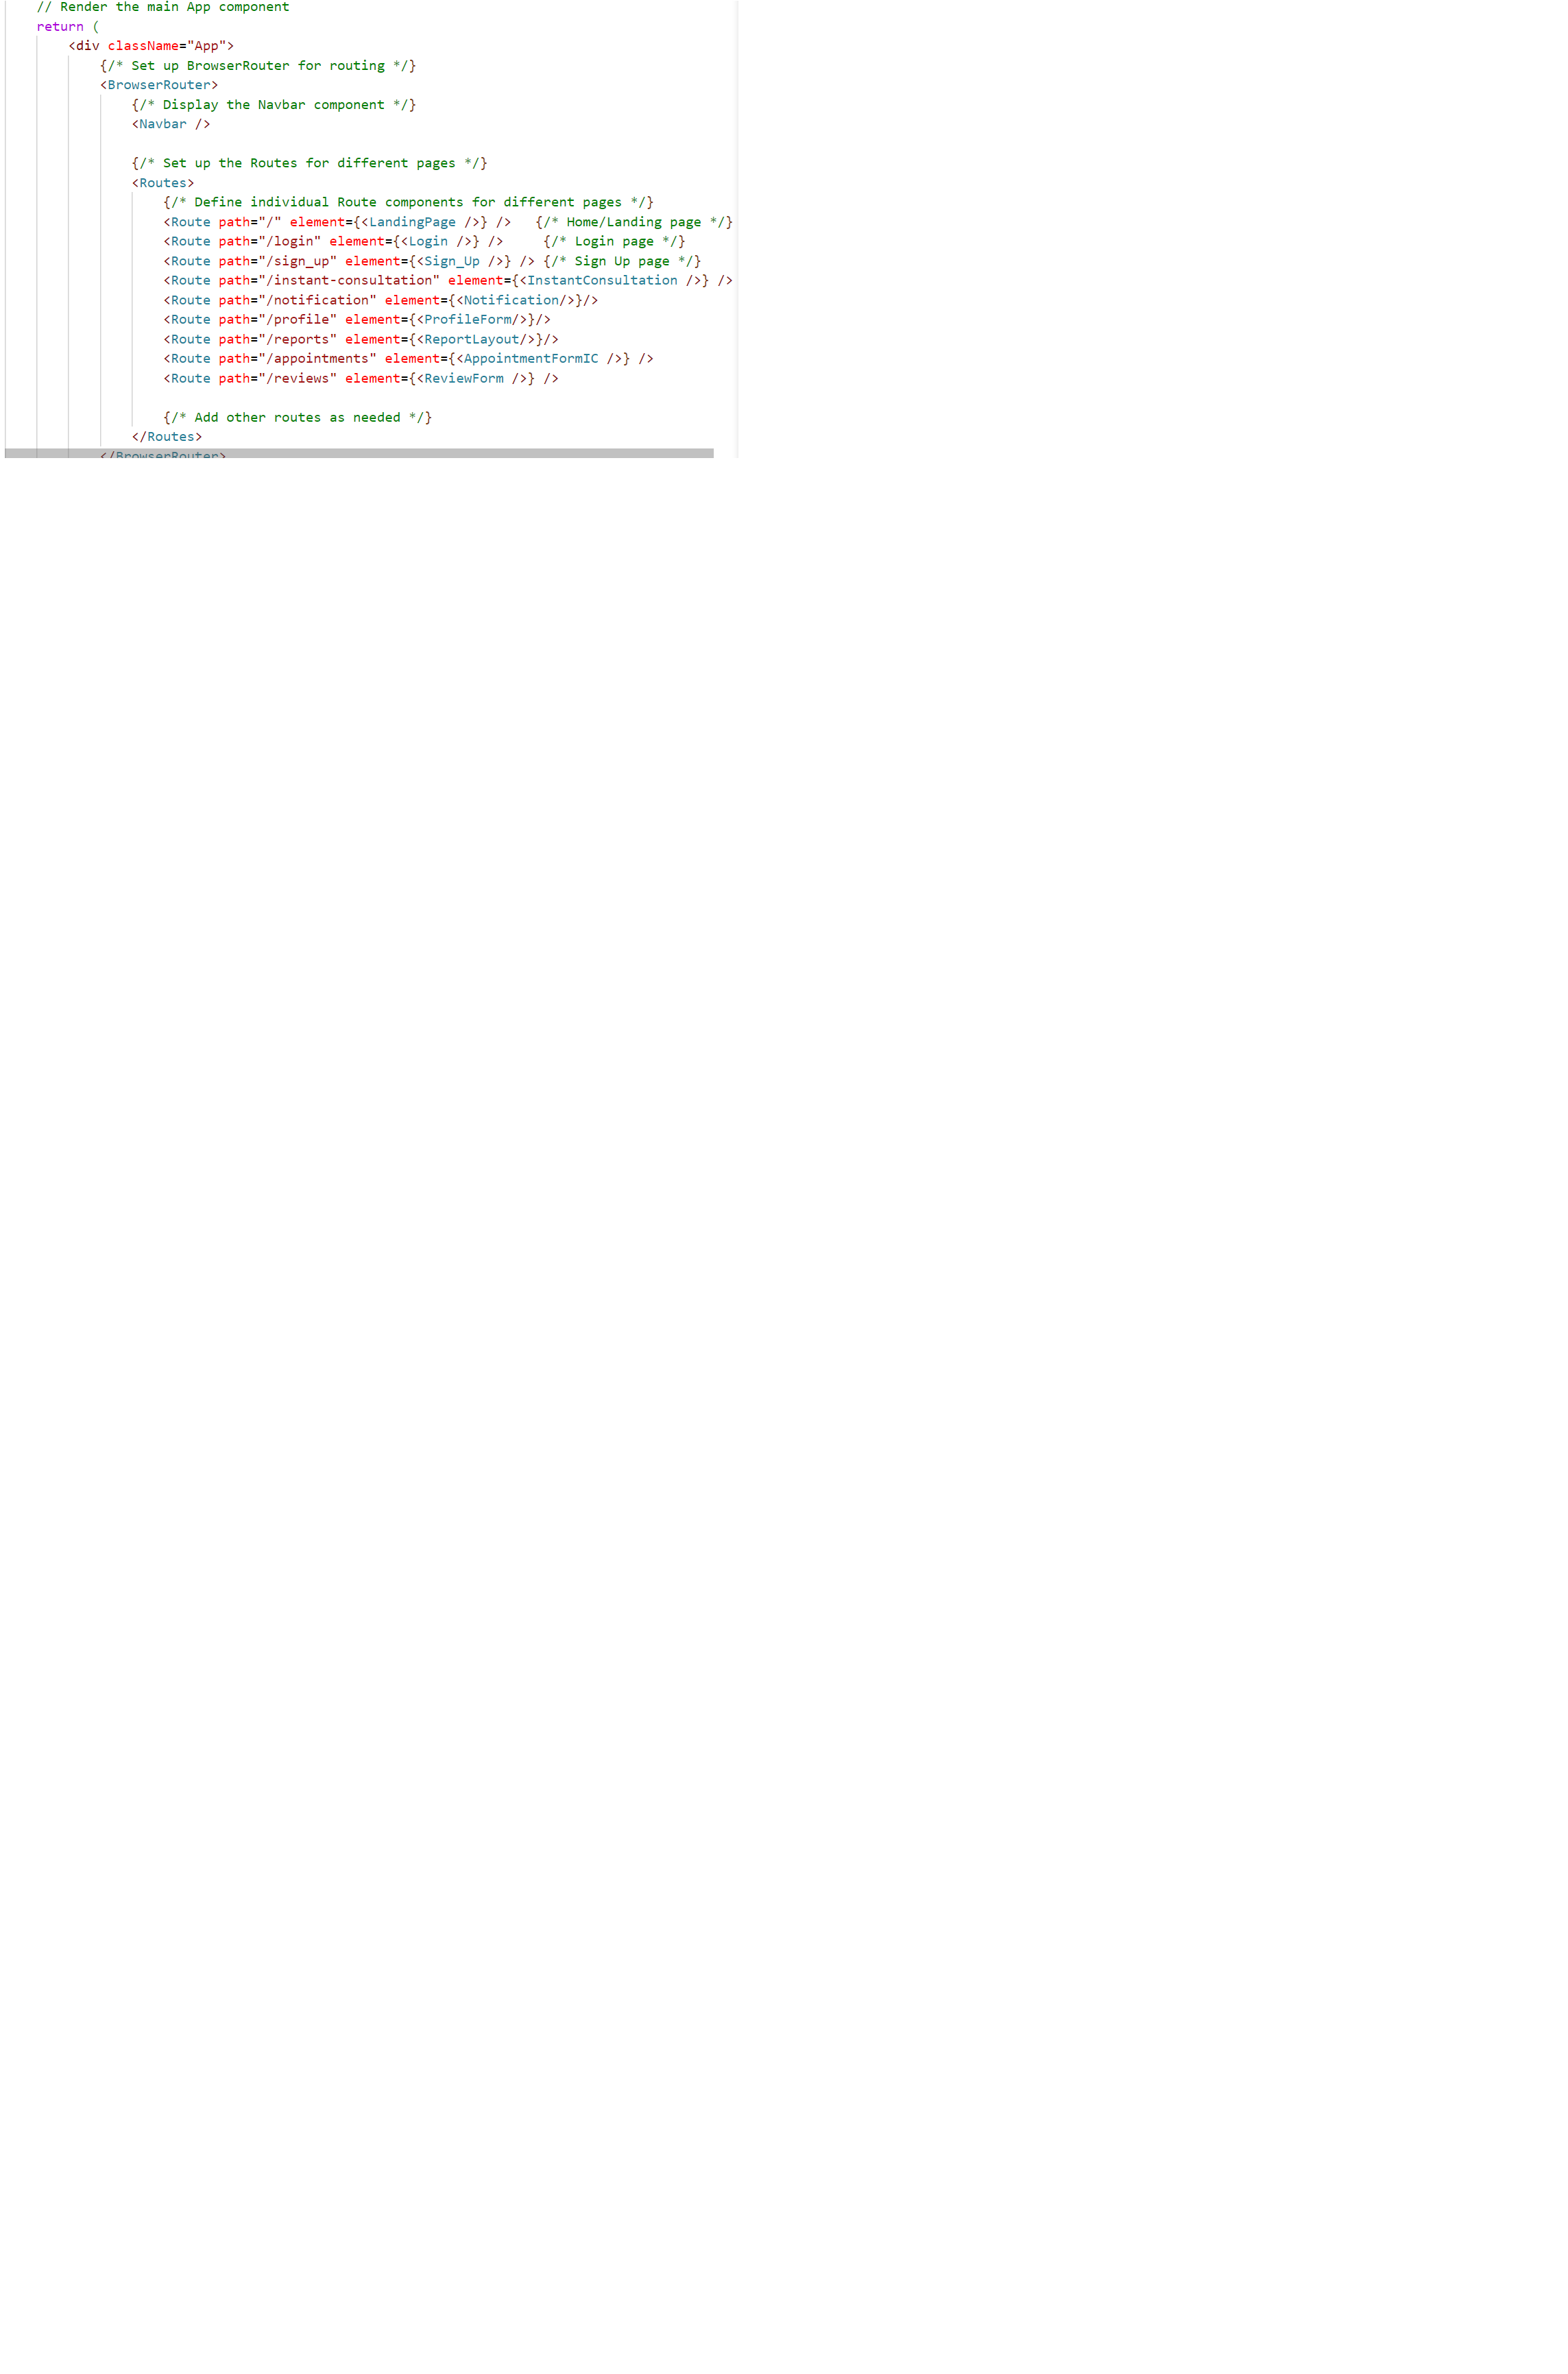 // Render the main App component
return (
<div className="App">
{/* Set up BrowserRouter for routing */}
<BrowserRouter>
{/* Display the Navbar component */}
<Navbar />
{/* Set up the Routes for different pages */}
<Routes>
{/* Define individual Route components for different pages */}
<Route path="/" element={<LandingPage />} />   {/* Home/Landing page */}
<Route path="/login" element={<Login />} />     {/* Login page */}
<Route path="/sign_up" element={<Sign_Up />} /> {/* Sign Up page */}
<Route path="/instant-consultation" element={<InstantConsultation />} />
<Route path="/notification" element={<Notification/>}/>
<Route path="/profile" element={<ProfileForm/>}/>
<Route path="/reports" element={<ReportLayout/>}/>
<Route path="/appointments" element={<AppointmentFormIC />} />
<Route path="/reviews" element={<ReviewForm />} />
{/* Add other routes as needed */}
</Routes>
</BrowserRouter>